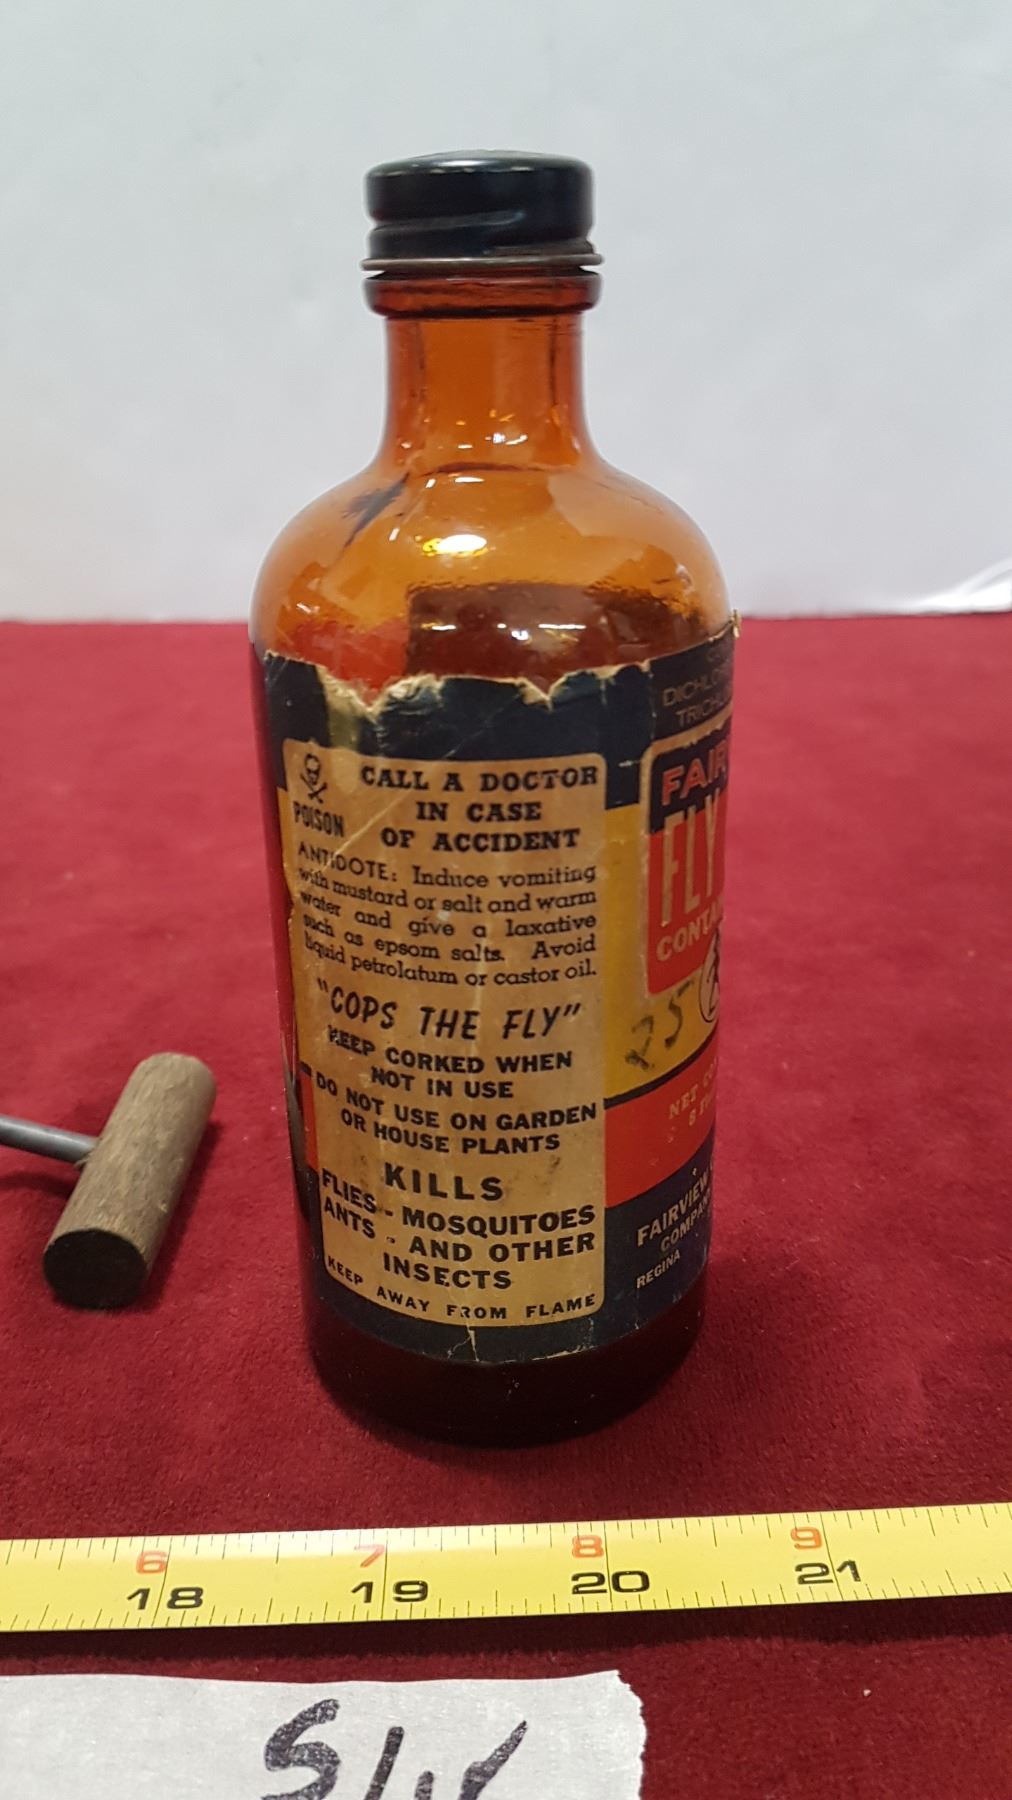 POISON
CALL A DOCTOR
IN CASE
OF ACCIDENT
ANTIDOTE: Induce vomiting
with mustard or salt and warm
water and give a laxative
such as epsom salts. Avoid
liquid petrolatum or castor oil.
"COPS THE FLY"
KEEP CORKED WHEN
NOT IN USE
DO NOT USE ON GARDEN
OR HOUSE PLANTS
KILLS
FLIES - MOSQUITOES
ANTS - AND OTHER
INSECTS
KEEP AWAY FROM FLAME
FAIR
FLY
25
NET
8
FAIRVIEW
REGINA
6 7 8 9
18 19 20 21